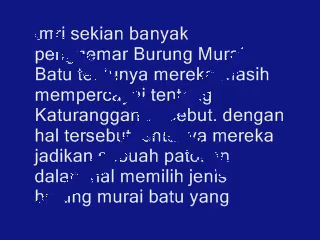 dari sekian banyak
penggemar Burung Murai
Batu tentunya mereka masih
mempercayai tentang
Katuranggan tersebut. dengan
hal tersebut tentunya mereka
jadikan sebuah patokan
dalam hal memilih jenis
burung murai batu yang